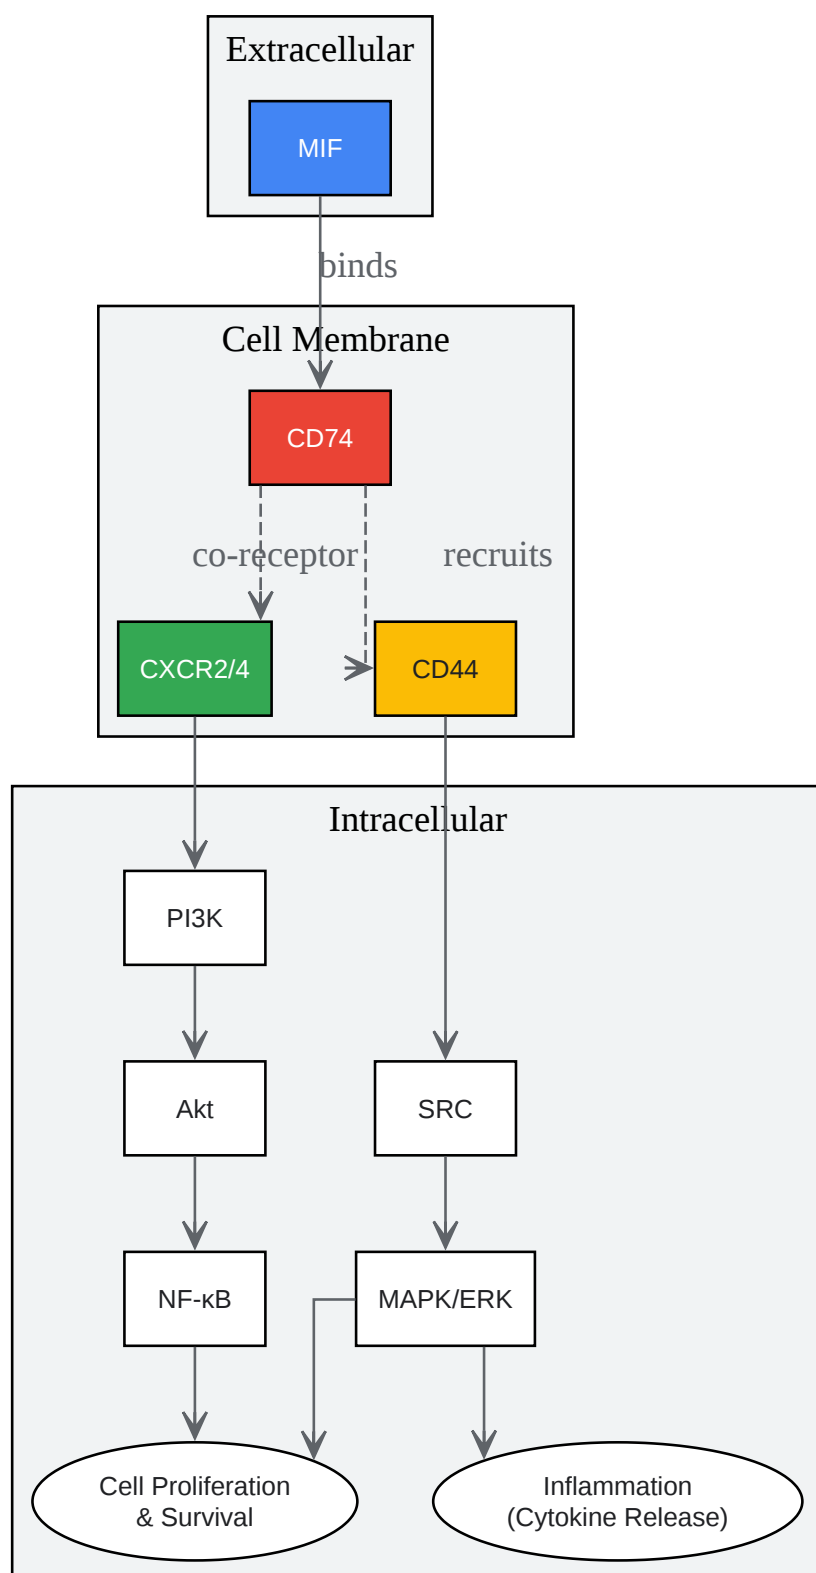 Extracellular
MIF
binds
Cell Membrane
CD74
co-receptor
recruits
CXCR2/4
CD44
Intracellular
PI3K
Akt
SRC
NF-κB
MAPK/ERK
Cell Proliferation
& Survival
Inflammation
(Cytokine Release)